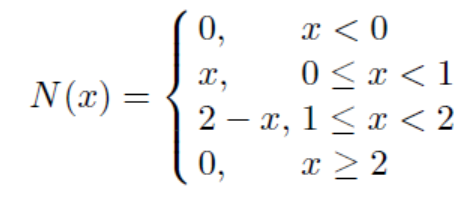 0, x < 0
x, 0 ≤ x < 1
N(x) =
2 − x, 1 ≤ x < 2
0, x ≥ 2